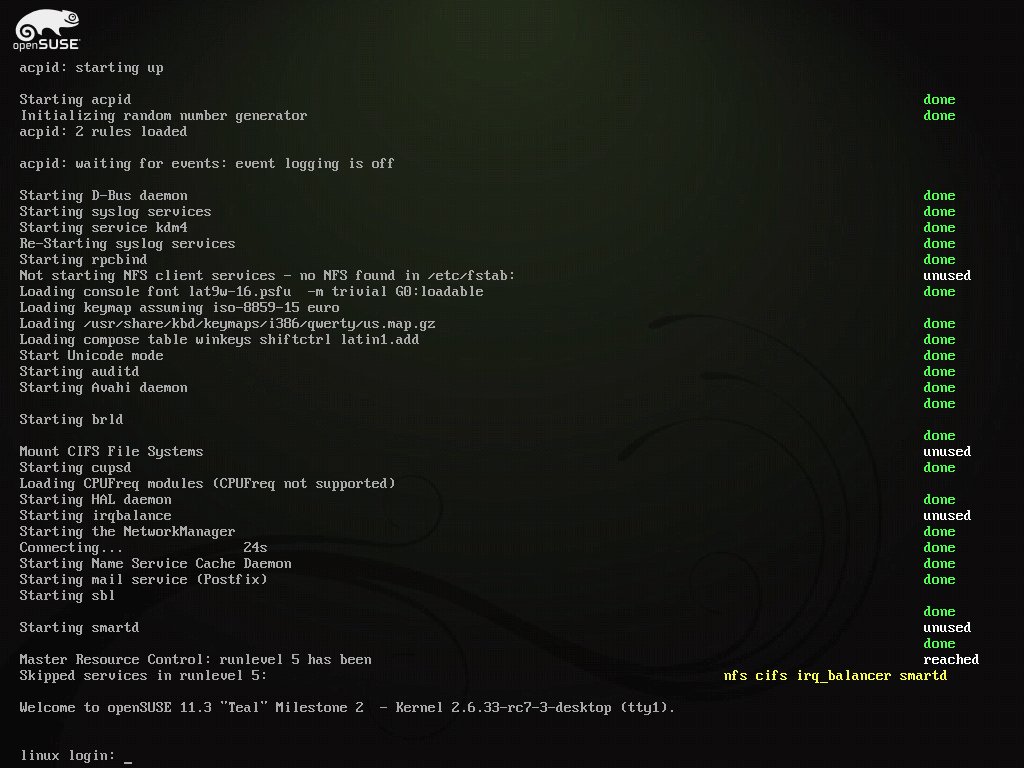 openSUSE
acpid: starting up
Starting acpid done
Initializing random number generator done
acpid: 2 rules loaded
acpid: waiting for events: event logging is off
Starting D-Bus daemon done
Starting syslog services done
Starting service kdm4 done
Re-Starting syslog services done
Starting rpcbind done
Not starting NFS client services - no NFS found in /etc/fstab: unused
Loading console font lat9w-16.psfu  -m trivial G0:loadable done
Loading keymap assuming iso-8859-15 euro
Loading /usr/share/kbd/keymaps/i386/qwerty/us.map.gz done
Loading compose table winkeys shiftctrl latin1.add done
Start Unicode mode done
Starting auditd done
Starting Avahi daemon done
done
Starting brld
done
Mount CIFS File Systems unused
Starting cupsd done
Loading CPUFreq modules (CPUFreq not supported)
Starting HAL daemon done
Starting irqbalance unused
Starting the NetworkManager done
Connecting... 24s done
Starting Name Service Cache Daemon done
Starting mail service (Postfix) done
Starting sbl
done
Starting smartd unused
done
Master Resource Control: runlevel 5 has been reached
Skipped services in runlevel 5: nfs cifs irq_balancer smartd
Welcome to openSUSE 11.3 "Teal" Milestone 2  - Kernel 2.6.33-rc7-3-desktop (tty1).
linux login: _